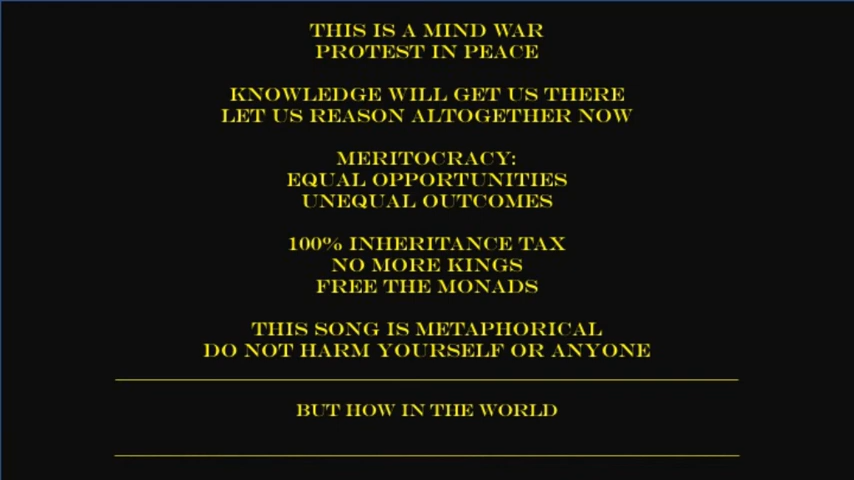 THIS IS A MIND WAR
PROTEST IN PEACE
KNOWLEDGE WILL GET US THERE
LET US REASON ALTOGETHER NOW
MERITOCRACY:
EQUAL OPPORTUNITIES
UNEQUAL OUTCOMES
100% INHERITANCE TAX
NO MORE KINGS
FREE THE MONADS
THIS SONG IS METAPHORICAL
DO NOT HARM YOURSELF OR ANYONE
BUT HOW IN THE WORLD